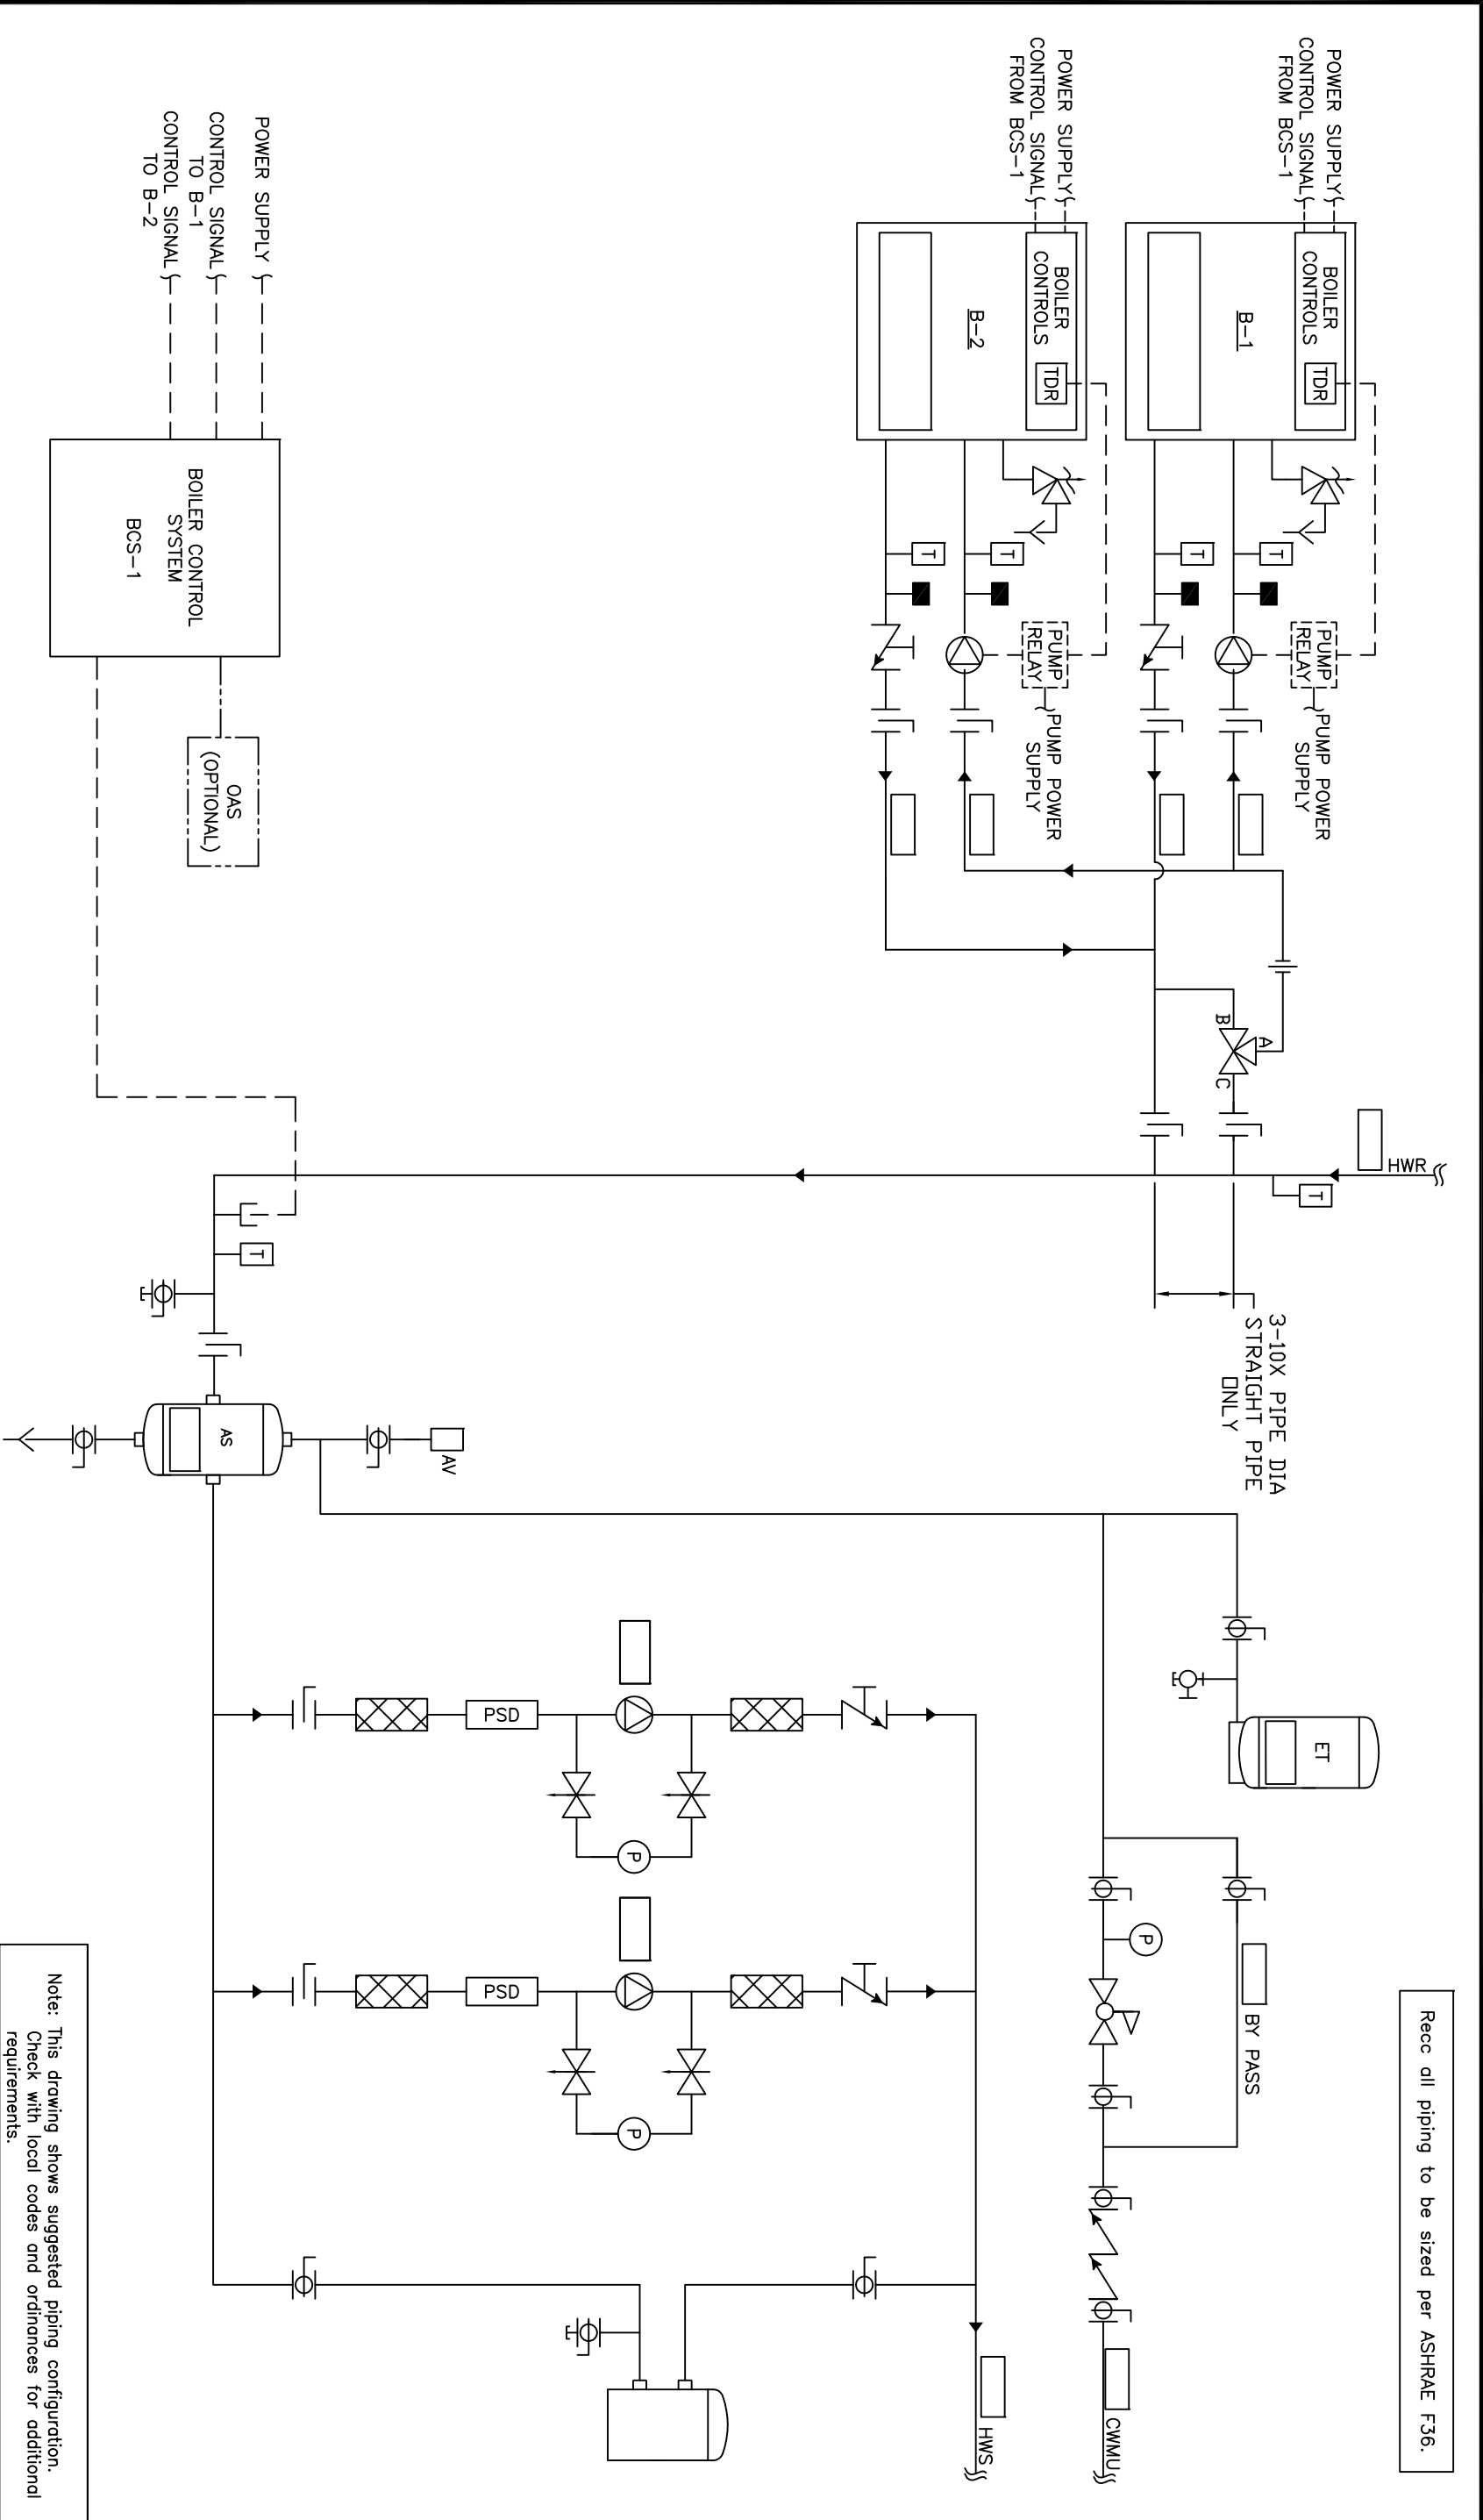 Recc all piping to be sized per ASHRAE F36.
POWER SUPPLY
CONTROL SIGNAL
FROM BCS-1
BOILER
CONTROLS
TDR
B-1
T
T
PUMP
RELAY
PUMP POWER
SUPPLY
A
B
C
HWR
T
3-10X PIPE DIA
STRAIGHT PIPE
ONLY
ET
P
BY PASS
CWMU
POWER SUPPLY
CONTROL SIGNAL
FROM BCS-1
BOILER
CONTROLS
TDR
B-2
T
T
PUMP
RELAY
PUMP POWER
SUPPLY
HWS
PSD
P
PSD
P
AV
AS
T
POWER SUPPLY
CONTROL SIGNAL
TO B-1
CONTROL SIGNAL
TO B-2
BOILER CONTROL
SYSTEM
BCS-1
OAS
(OPTIONAL)
Note: This drawing shows suggested piping configuration.
Check with local codes and ordinances for additional
requirements.